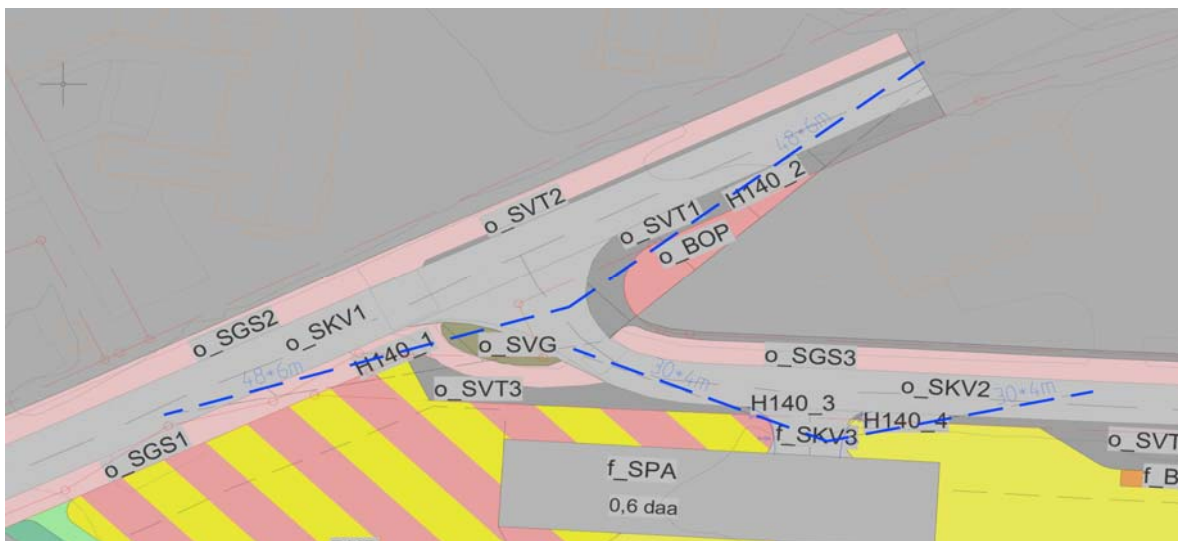 48*6m
H140_2
o_SVT2
o_SVT1
o_BOP
o_SGS2
o_SKV1
H140_1
o_SVG
o_SGS3
48*6m
30*4m
o_SKV2
30*4m
o_SVT3
H140_3
H140_4
f_SKV3
o_SVT
o_SGS1
f_SPA
f_B
0,6 daa